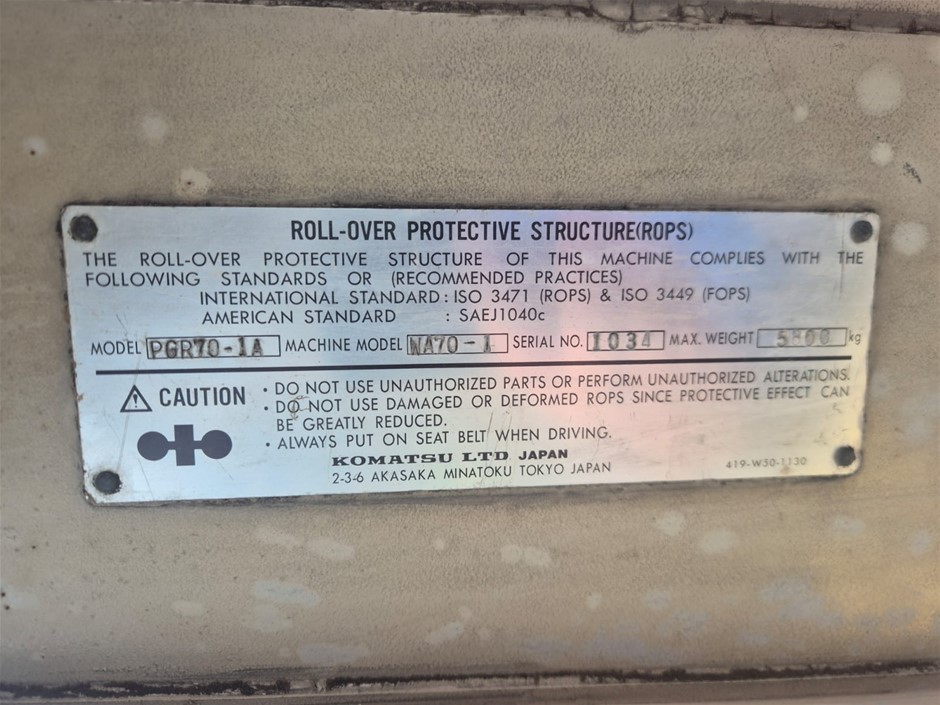 ROLL-OVER PROTECTIVE STRUCTURE(ROPS)
THE ROLL-OVER PROTECTIVE STRUCTURE OF THIS MACHINE COMPLIES WITH THE
FOLLOWING STANDARDS OR (RECOMMENDED PRACTICES)
INTERNATIONAL STANDARD : ISO 3471 (ROPS) & ISO 3449 (FOPS)
AMERICAN STANDARD : SAEJ1040c
MODEL PGR70-1A MACHINE MODEL WA70-1 SERIAL NO. 1034 MAX. WEIGHT kg
⚠ CAUTION
· DO NOT USE UNAUTHORIZED PARTS OR PERFORM UNAUTHORIZED ALTERATIONS.
· DO NOT USE DAMAGED OR DEFORMED ROPS SINCE PROTECTIVE EFFECT CAN
BE GREATLY REDUCED.
· ALWAYS PUT ON SEAT BELT WHEN DRIVING.
KOMATSU LTD JAPAN
2-3-6 AKASAKA MINATOKU TOKYO JAPAN
419-W50-1130